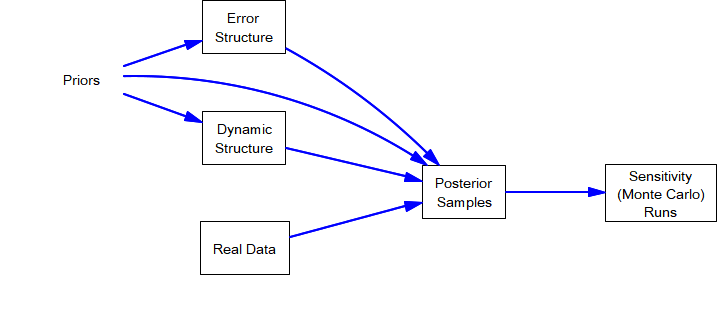 Error
Structure
Priors
Dynamic
Structure
Posterior
Samples
Sensitivity
(Monte Carlo)
Runs
Real Data